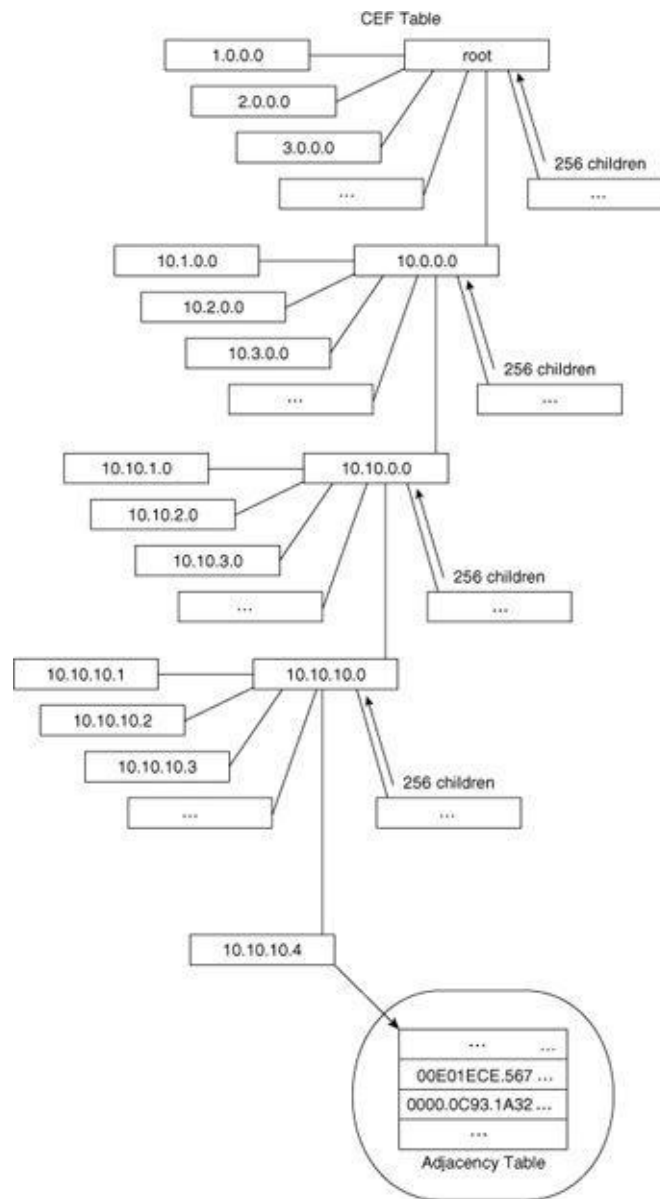 CEF Table
1.0.0.0
root
2.0.0.0
3.0.0.0
256 children
...
...
10.1.0.0
10.0.0.0
10.2.0.0
10.3.0.0
256 children
...
...
10.10.1.0
10.10.0.0
10.10.2.0
10.10.3.0
256 children
...
...
10.10.10.1
10.10.10.0
10.10.10.2
10.10.10.3
256 children
...
...
10.10.10.4
... ...
00E01ECE.567 ...
0000.0C93.1A32 ...
...
Adjacency Table